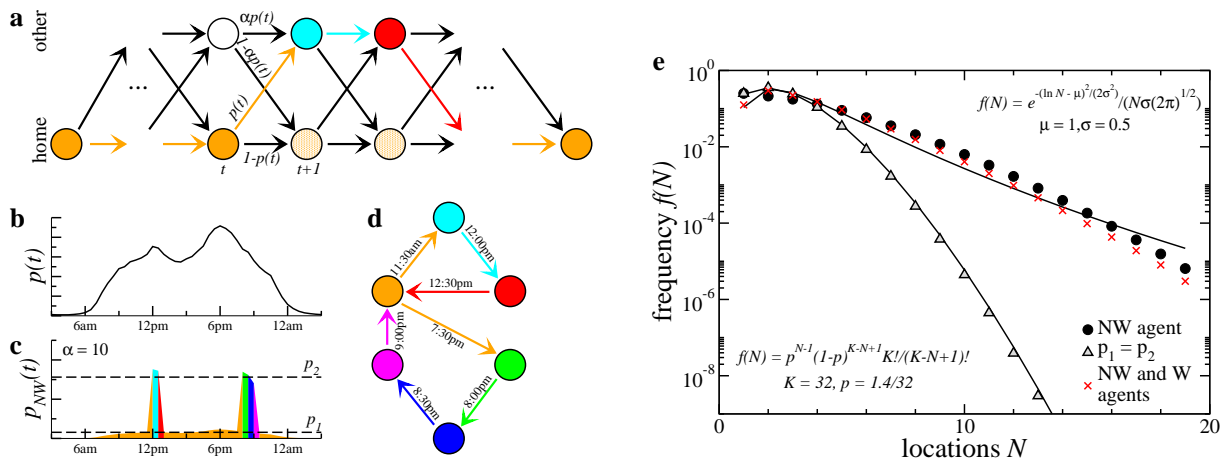 a
other
home
αp(t)
1-αp(t)
p(t)
1-p(t)
...
...
t
t+1
b
p(t)
6am
12pm
6pm
12am
c
α = 10
p_NW(t)
p_2
p_1
6am
12pm
6pm
12am
d
11:30am
12:00pm
12:30pm
7:30pm
9:00pm
8:30pm
8:00pm
e
frequency f(N)
10^0
10^-2
10^-4
10^-6
10^-8
f(N) = e^-(ln N - μ)^2/(2σ^2)/(Nσ(2π)^1/2)
μ = 1,σ = 0.5
NW agent
p_1 = p_2
NW and W
agents
f(N) = p^N-1(1-p)^K-N+1K!/(K-N+1)!
K = 32, p = 1.4/32
0
10
20
locations N